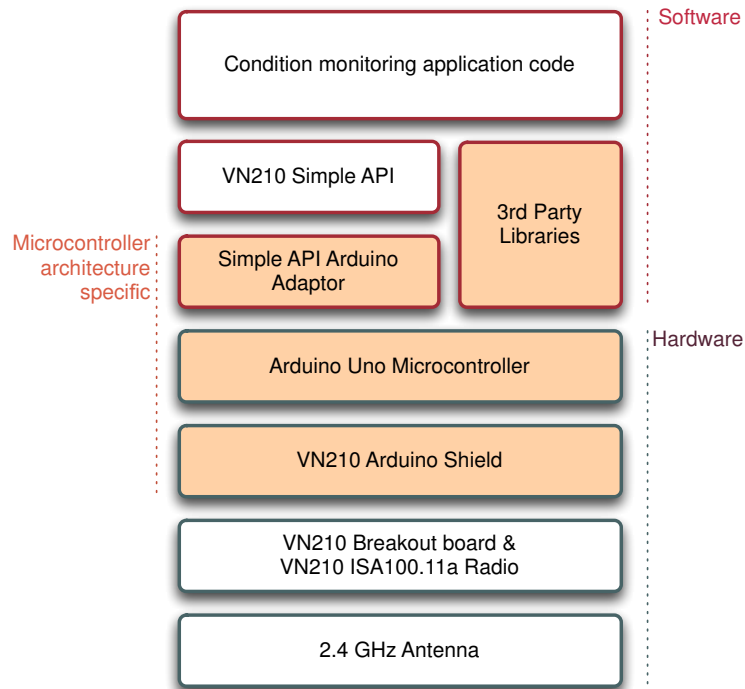 Software
Condition monitoring application code
VN210 Simple API
3rd Party
Libraries
Microcontroller
architecture
specific
Simple API Arduino
Adaptor
Hardware
Arduino Uno Microcontroller
VN210 Arduino Shield
VN210 Breakout board &
VN210 ISA100.11a Radio
2.4 GHz Antenna